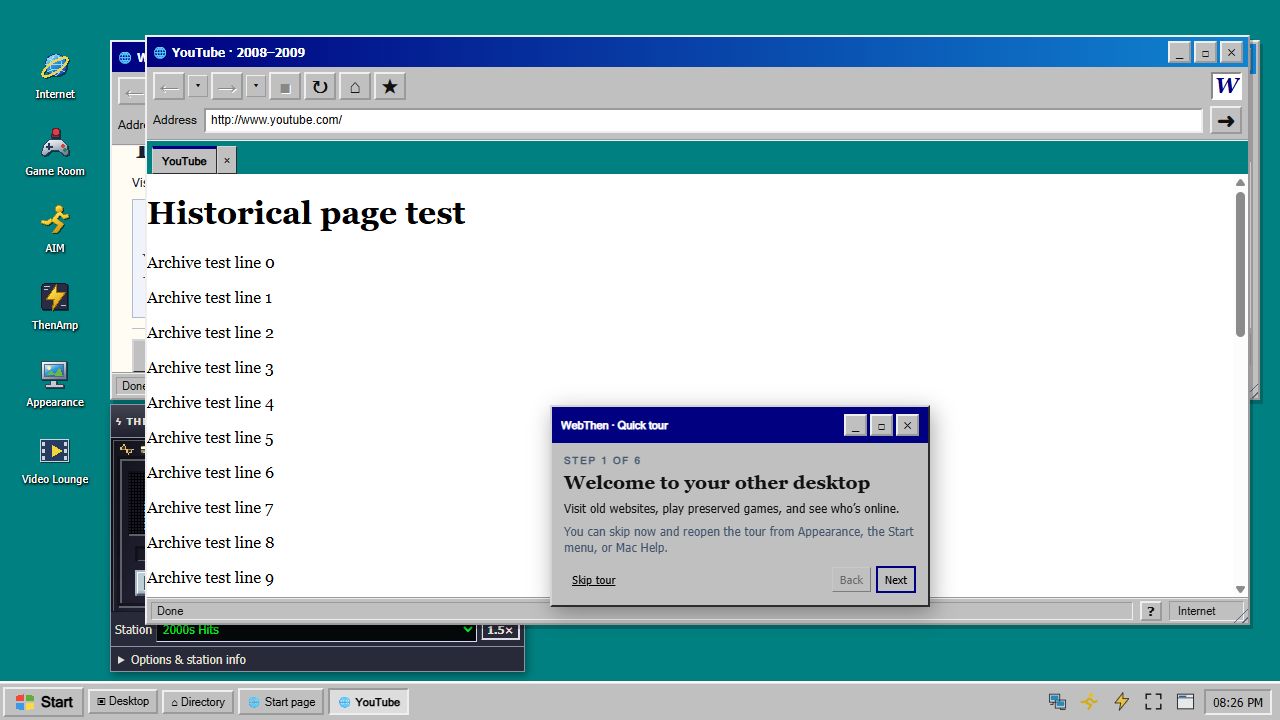 Internet
Game Room
AIM
ThenAmp
Appearance
Video Lounge
W
YouTube · 2008–2009
W
Address
http://www.youtube.com/
YouTube
Historical page test
Archive test line 0
Archive test line 1
Archive test line 2
Archive test line 3
Archive test line 4
Archive test line 5
Archive test line 6
Archive test line 7
Archive test line 8
Archive test line 9
Done
?
Internet
Done
WebThen · Quick tour
STEP 1 OF 6
Welcome to your other desktop
Visit old websites, play preserved games, and see who's online.
You can skip now and reopen the tour from Appearance, the Start
menu, or Mac Help.
Skip tour
Back
Next
Station
2000s Hits
1.5×
Options & station info
Start
Desktop
Directory
Start page
YouTube
08:26 PM